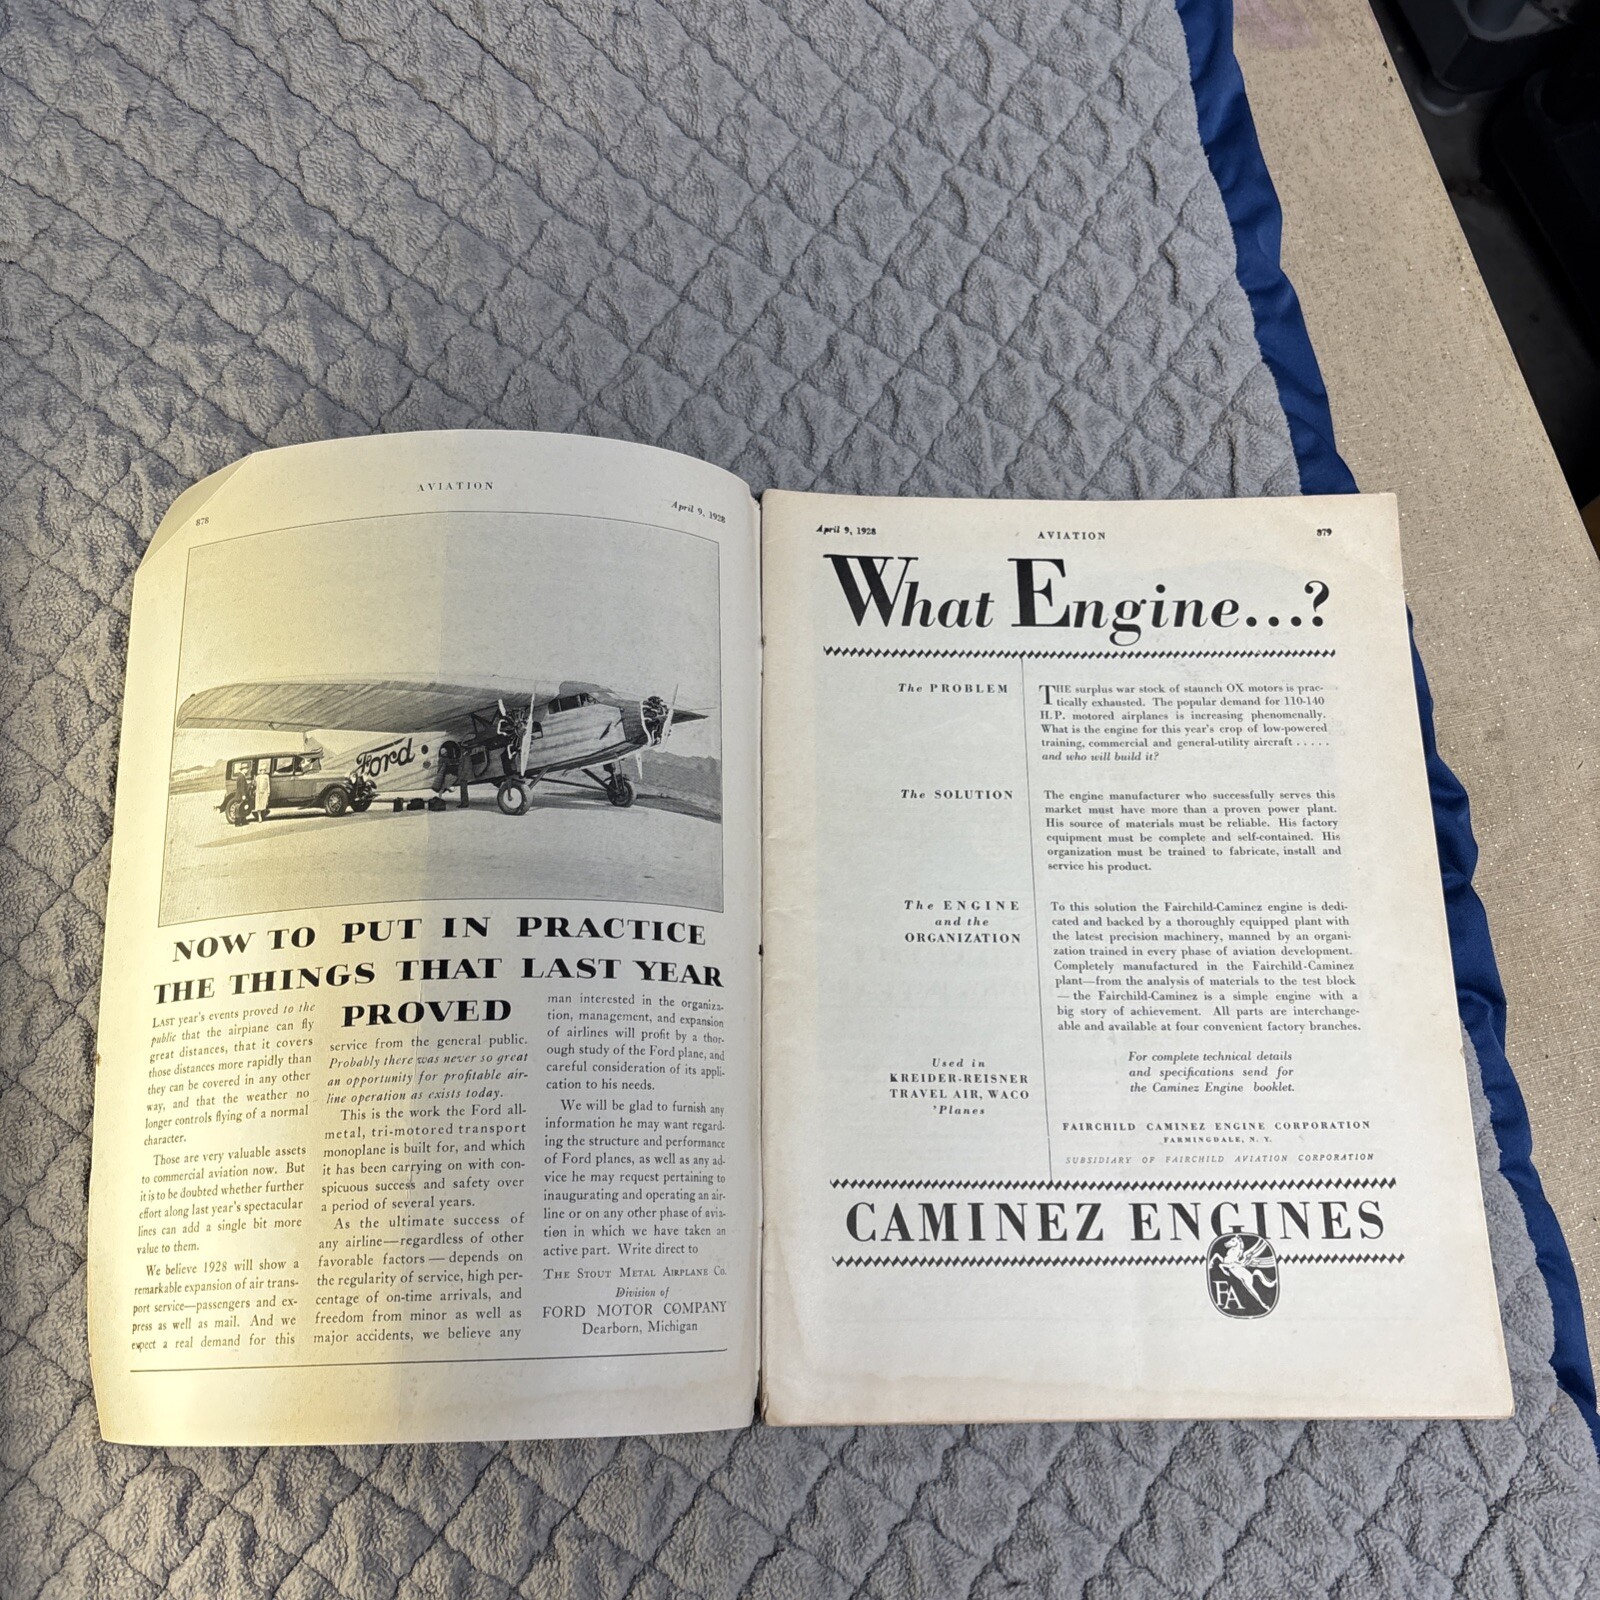 AVIATION
878
April 9, 1928
Ford
NOW TO PUT IN PRACTICE
THE THINGS THAT LAST YEAR
PROVED
LAST year's events proved to the
public that the airplane can fly
great distances, that it covers
those distances more rapidly than
they can be covered in any other
way, and that the weather no
longer controls flying of a normal
character.
Those are very valuable assets
to commercial aviation now. But
it is to be doubted whether further
effort along last year's spectacular
lines can add a single bit more
value to them.
We believe 1928 will show a
remarkable expansion of air trans-
port service—passengers and ex-
press as well as mail. And we
expect a real demand for this
service from the general public.
Probably there was never so great
an opportunity for profitable air-
line operation as exists today.
This is the work the Ford all-
metal, tri-motored transport
monoplane is built for, and which
it has been carrying on with con-
spicuous success and safety over
a period of several years.
As the ultimate success of
any airline—regardless of other
favorable factors — depends on
the regularity of service, high per-
centage of on-time arrivals, and
freedom from minor as well as
major accidents, we believe any
man interested in the organiza-
tion, management, and expansion
of airlines will profit by a thor-
ough study of the Ford plane, and
careful consideration of its appli-
cation to his needs.
We will be glad to furnish any
information he may want regard-
ing the structure and performance
of Ford planes, as well as any ad-
vice he may request pertaining to
inaugurating and operating an air-
line or on any other phase of avia-
tion in which we have taken an
active part. Write direct to
THE STOUT METAL AIRPLANE CO.
Division of
FORD MOTOR COMPANY
Dearborn, Michigan
April 9, 1928
AVIATION
879
What Engine...?
The PROBLEM
THE surplus war stock of staunch OX motors is prac-
tically exhausted. The popular demand for 110-140
H.P. motored airplanes is increasing phenomenally.
What is the engine for this year's crop of low-powered
training, commercial and general-utility aircraft . . . . .
and who will build it?
The SOLUTION
The engine manufacturer who successfully serves this
market must have more than a proven power plant.
His source of materials must be reliable. His factory
equipment must be complete and self-contained. His
organization must be trained to fabricate, install and
service his product.
The ENGINE
and the
ORGANIZATION
To this solution the Fairchild-Caminez engine is dedi-
cated and backed by a thoroughly equipped plant with
the latest precision machinery, manned by an organi-
zation trained in every phase of aviation development.
Completely manufactured in the Fairchild-Caminez
plant—from the analysis of materials to the test block
— the Fairchild-Caminez is a simple engine with a
big story of achievement. All parts are interchange-
able and available at four convenient factory branches.
Used in
KREIDER-REISNER
TRAVEL AIR, WACO
'Planes
For complete technical details
and specifications send for
the Caminez Engine booklet.
FAIRCHILD CAMINEZ ENGINE CORPORATION
FARMINGDALE, N. Y.
SUBSIDIARY OF FAIRCHILD AVIATION CORPORATION
CAMINEZ ENGINES
FA